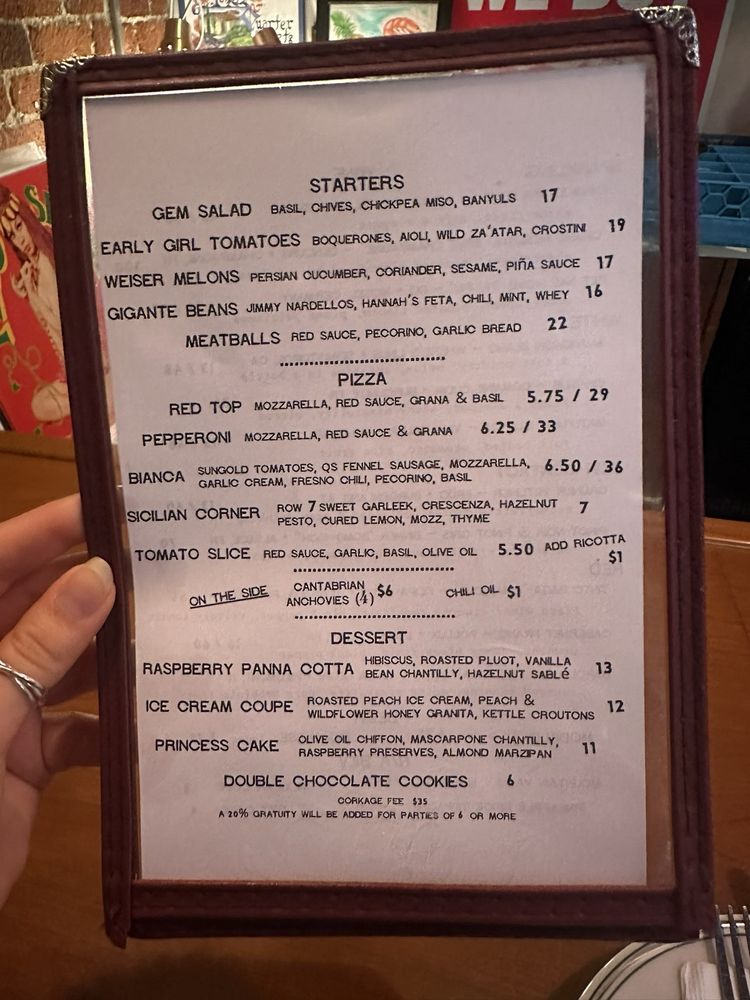 STARTERS
GEM SALAD BASIL, CHIVES, CHICKPEA MISO, BANYULS 17
EARLY GIRL TOMATOES BOQUERONES, AIOLI, WILD ZA'ATAR, CROSTINI 19
WEISER MELONS PERSIAN CUCUMBER, CORIANDER, SESAME, PIñA SAUCE 17
GIGANTE BEANS JIMMY NARDELLOS, HANNAH'S FETA, CHILI, MINT, WHEY 16
MEATBALLS RED SAUCE, PECORINO, GARLIC BREAD 22
PIZZA
RED TOP MOZZARELLA, RED SAUCE, GRANA & BASIL 5.75 / 29
PEPPERONI MOZZARELLA, RED SAUCE & GRANA 6.25 / 33
BIANCA SUNGOLD TOMATOES, QS FENNEL SAUSAGE, MOZZARELLA, 6.50 / 36
GARLIC CREAM, FRESNO CHILI, PECORINO, BASIL
SICILIAN CORNER ROW 7 SWEET GARLEEK, CRESCENZA, HAZELNUT 7
PESTO, CURED LEMON, MOZZ, THYME
TOMATO SLICE RED SAUCE, GARLIC, BASIL, OLIVE OIL 5.50 ADD RICOTTA
$1
ON THE SIDE CANTABRIAN $6 CHILI OIL $1
ANCHOVIES (4)
DESSERT
RASPBERRY PANNA COTTA HIBISCUS, ROASTED PLUOT, VANILLA 13
BEAN CHANTILLY, HAZELNUT SABLé
ICE CREAM COUPE ROASTED PEACH ICE CREAM, PEACH & 12
WILDFLOWER HONEY GRANITA, KETTLE CROUTONS
PRINCESS CAKE OLIVE OIL CHIFFON, MASCARPONE CHANTILLY, 11
RASPBERRY PRESERVES, ALMOND MARZIPAN
DOUBLE CHOCOLATE COOKIES 6
CORKAGE FEE $35
A 20% GRATUITY WILL BE ADDED FOR PARTIES OF 6 OR MORE